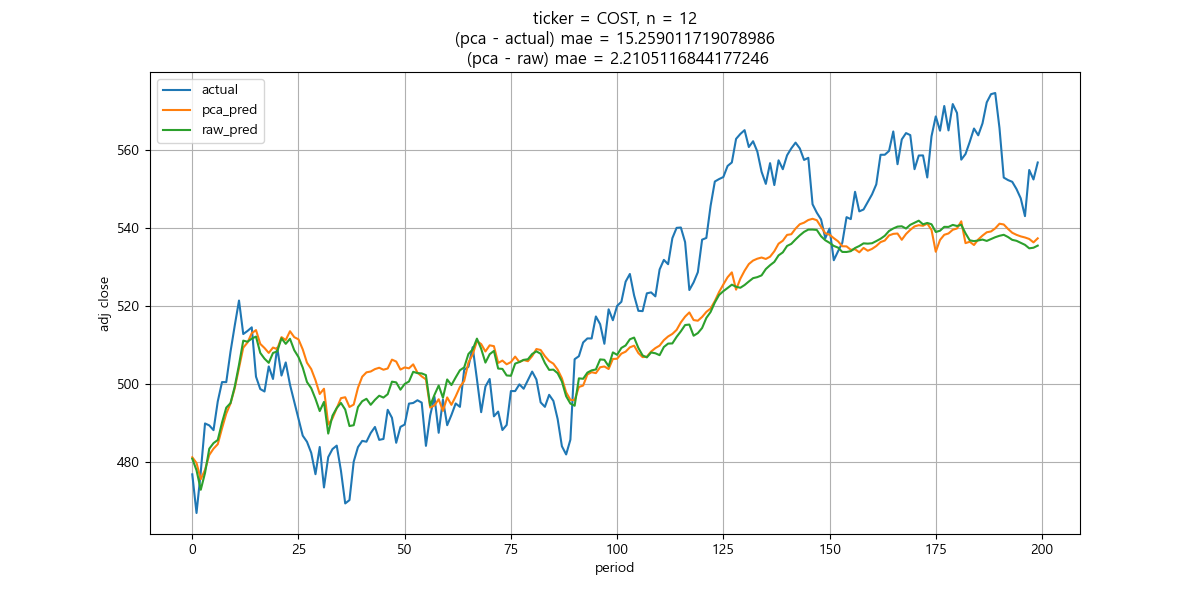 ticker = COST, n = 12
(pca - actual) mae = 15.259011719078986
(pca - raw) mae = 2.2105116844177246
actual
pca_pred
raw_pred
adj close
560
540
520
500
480
0 25 50 75 100 125 150 175 200
period